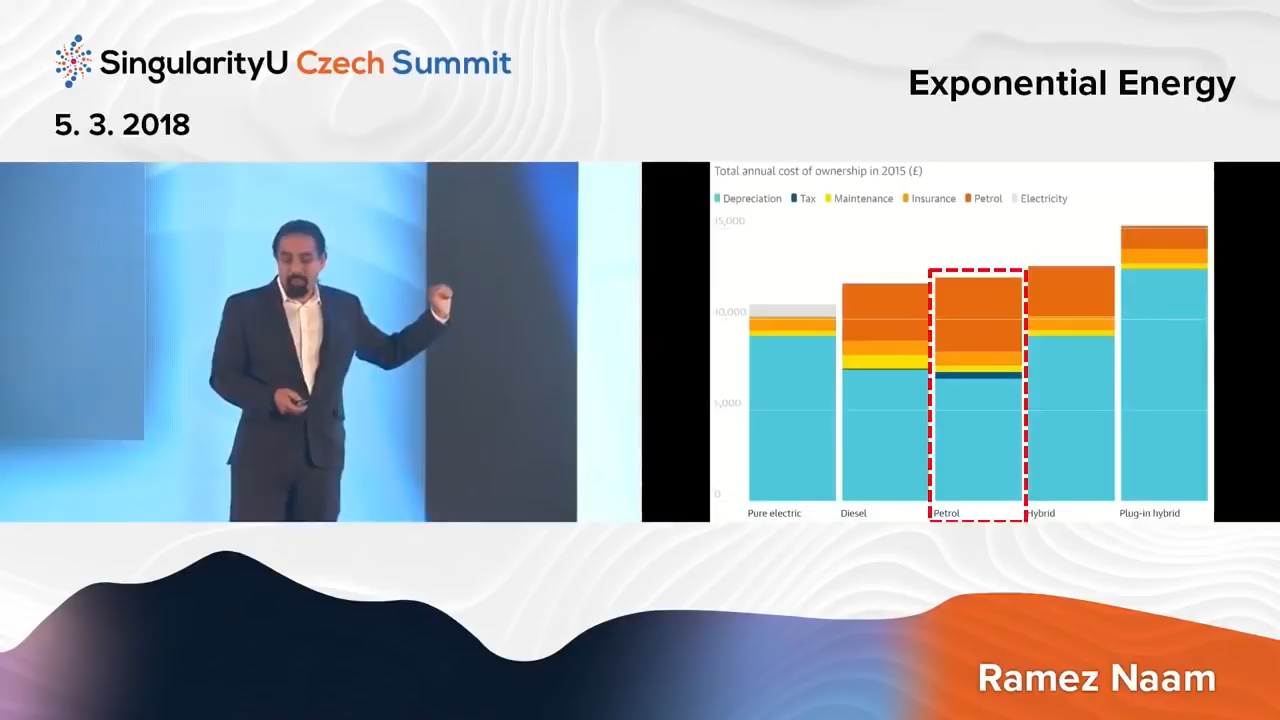 SingularityU Czech Summit
5. 3. 2018
Exponential Energy
Total annual cost of ownership in 2015 (£)
Depreciation Tax Maintenance Insurance Petrol Electricity
15,000
10,000
5,000
0
Pure electric Diesel Petrol Hybrid Plug-in hybrid
Ramez Naam